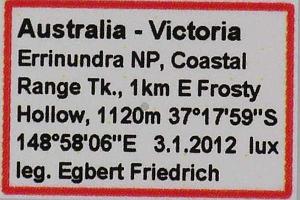 Australia - Victoria
Errinundra NP, Coastal
Range Tk., 1km E Frosty
Hollow, 1120m 37°17'59"S
148°58'06"E 3.1.2012 lux
leg. Egbert Friedrich